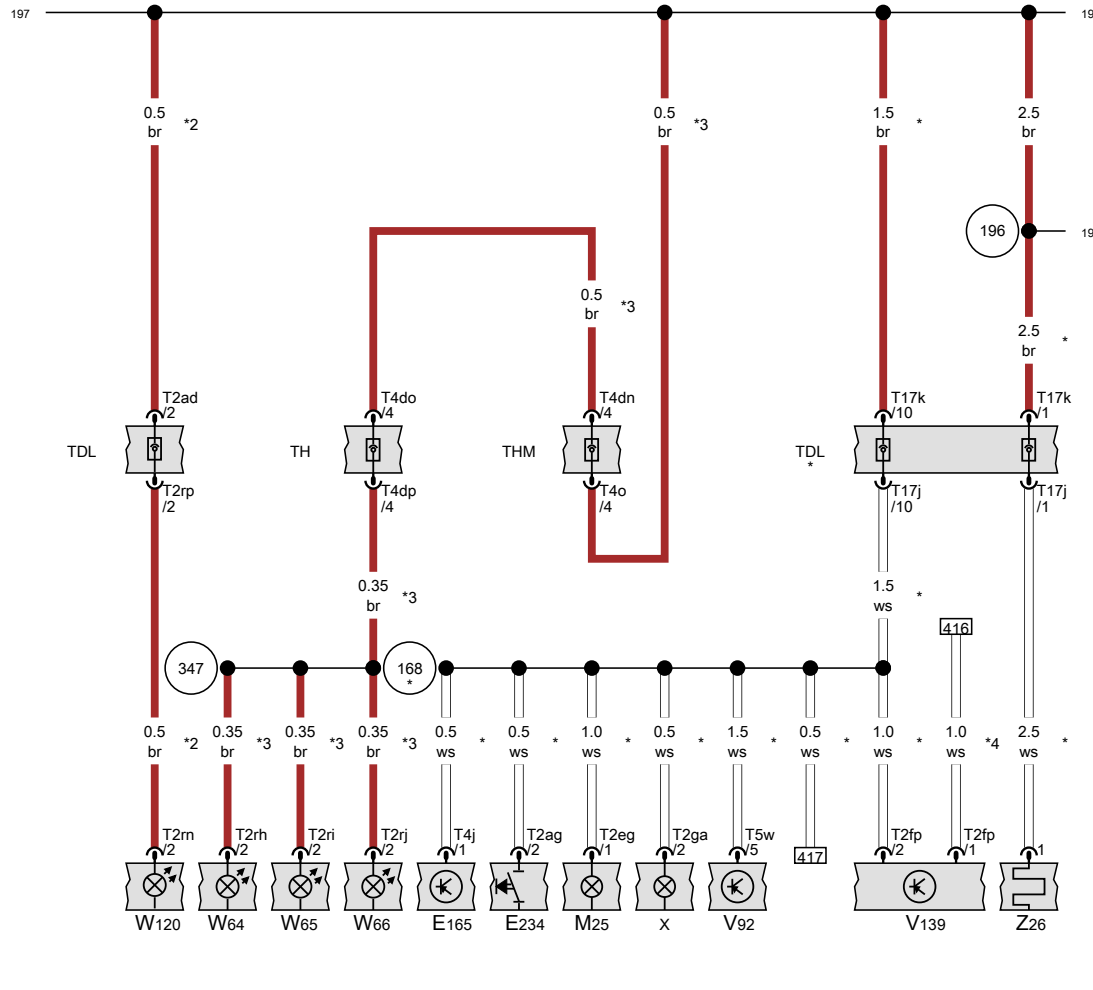 197
19
0.5
br
*2
0.5
br
*3
1.5
br
*
2.5
br
196
19
0.5
br
*3
2.5
br
*
T2ad
/2
T4do
/4
T4dn
/4
T17k
/10
T17k
/1
TDL
TH
THM
TDL
*
T2rp
/2
T4dp
/4
T4o
/4
T17j
/10
T17j
/1
0.35
br
*3
1.5
ws
*
416
347
168
*
0.5
br
*2
0.35
br
*3
0.35
br
*3
0.35
br
*3
0.5
ws
*
0.5
ws
*
1.0
ws
*
0.5
ws
*
1.5
ws
*
0.5
ws
*
1.0
ws
*
1.0
ws
*4
2.5
ws
*
T2rn
/2
T2rh
/2
T2ri
/2
T2rj
/2
T4j
/1
T2ag
/2
T2eg
/1
T2ga
/2
T5w
/5
417
T2fp
/2
T2fp
/1
1
W120
W64
W65
W66
E165
E234
M25
X
V92
V139
Z26